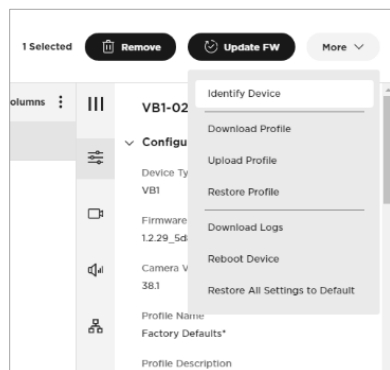 1 Selected Remove Update FW More
olumns
VB1-02
Identify Device
Configu
Download Profile
Device Ty
Upload Profile
VB1
Restore Profile
Firmware
Download Logs
1.2.29_5d
Reboot Device
Camera V
38.1
Restore All Settings to Default
Profile Name
Factory Defaults*
Profile Description